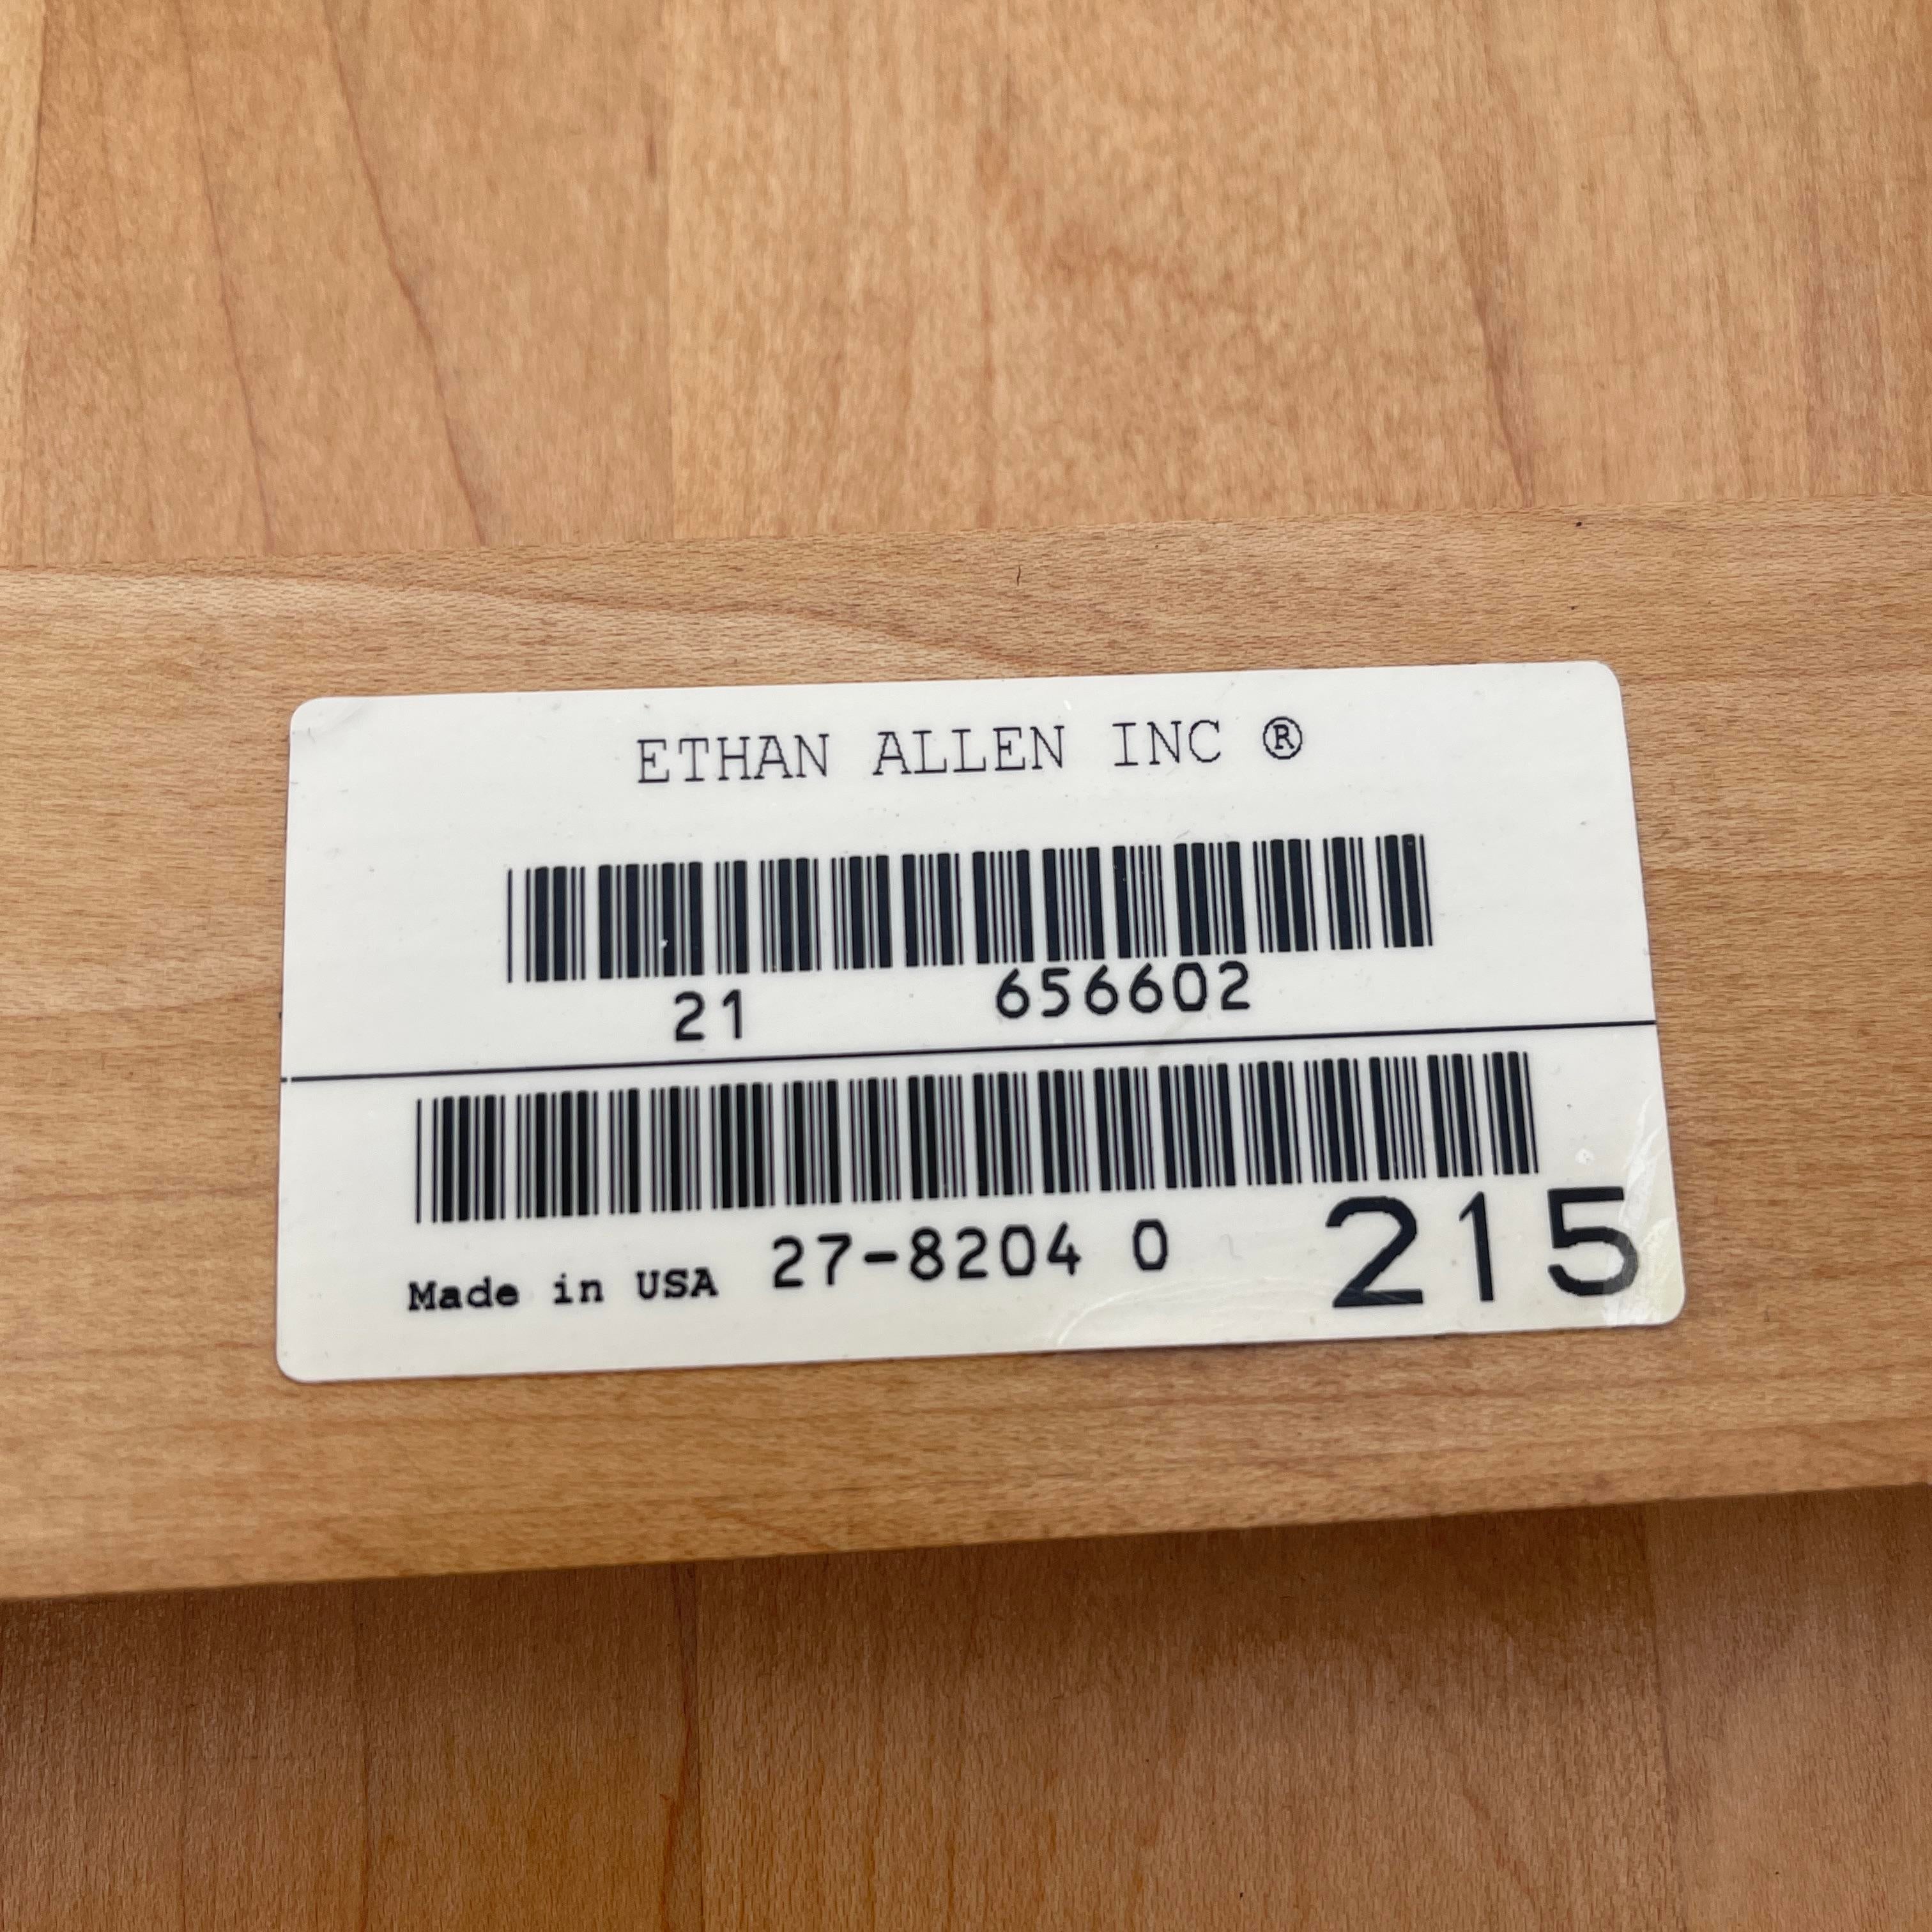 ETHAN ALLEN INC ®
21 656602
Made in USA 27-8204 0 215